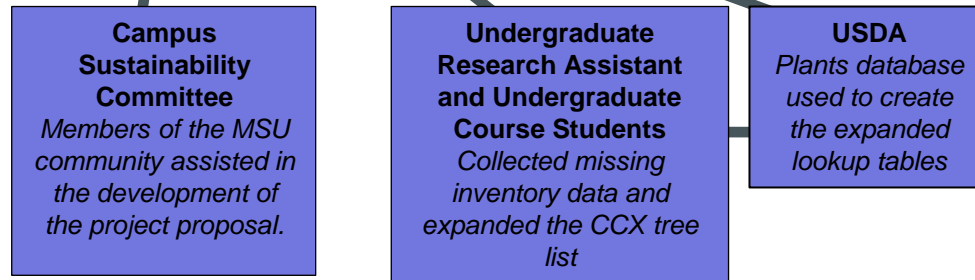 Campus
Sustainability
Committee
Members of the MSU
community assisted in
the development of
the project proposal.
Undergraduate
Research Assistant
and Undergraduate
Course Students
Collected missing
inventory data and
expanded the CCX tree
list
USDA
Plants database
used to create
the expanded
lookup tables